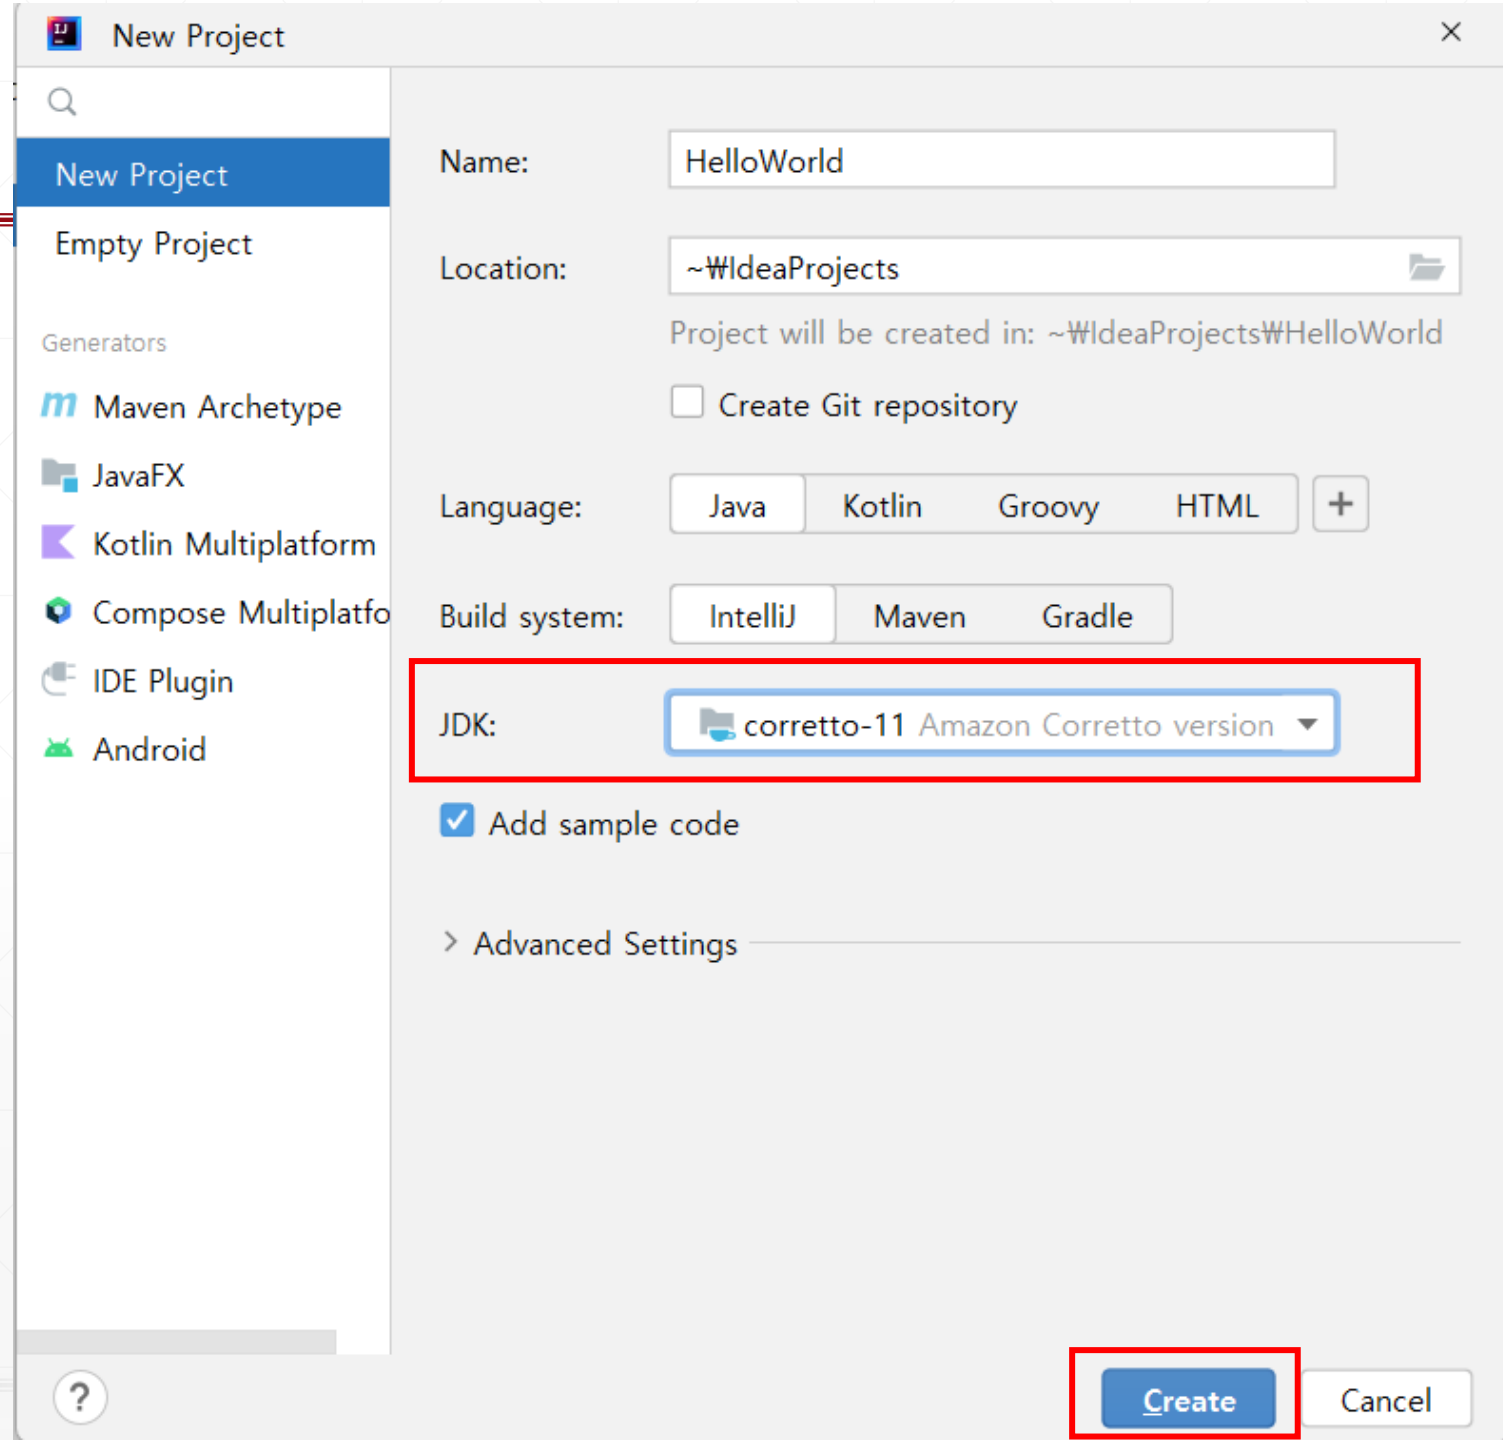 New Project
New Project
Empty Project
Generators
Maven Archetype
JavaFX
Kotlin Multiplatform
Compose Multiplatfo
IDE Plugin
Android
Name: HelloWorld
Location: ~₩IdeaProjects
Project will be created in: ~₩IdeaProjects₩HelloWorld
Create Git repository
Language: Java Kotlin Groovy HTML +
Build system: IntelliJ Maven Gradle
JDK: corretto-11 Amazon Corretto version
Add sample code
Advanced Settings
? Create Cancel